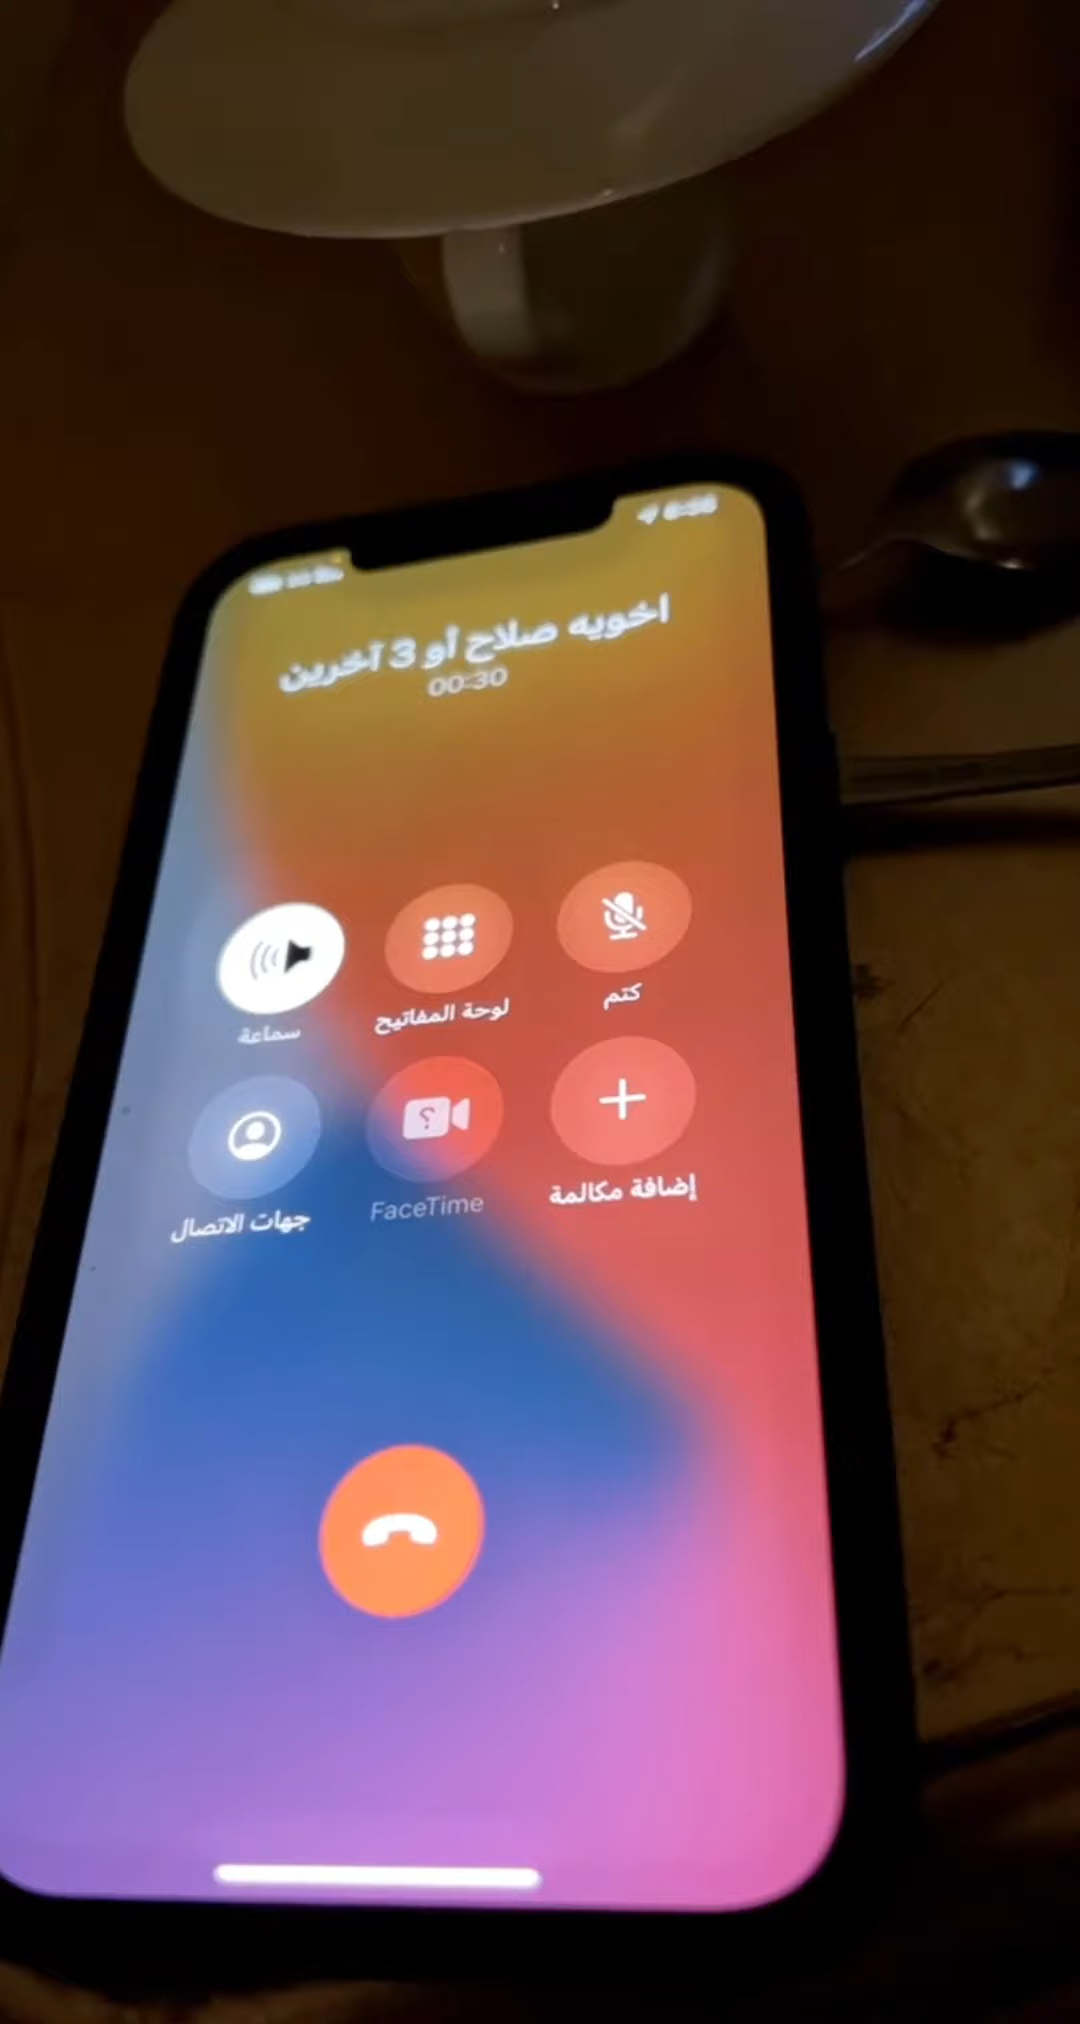 اخويه صلاح أو 3 آخرين
00:30
كتم
لوحة المفاتيح
سماعة
إضافة مكالمة
FaceTime
جهات الاتصال